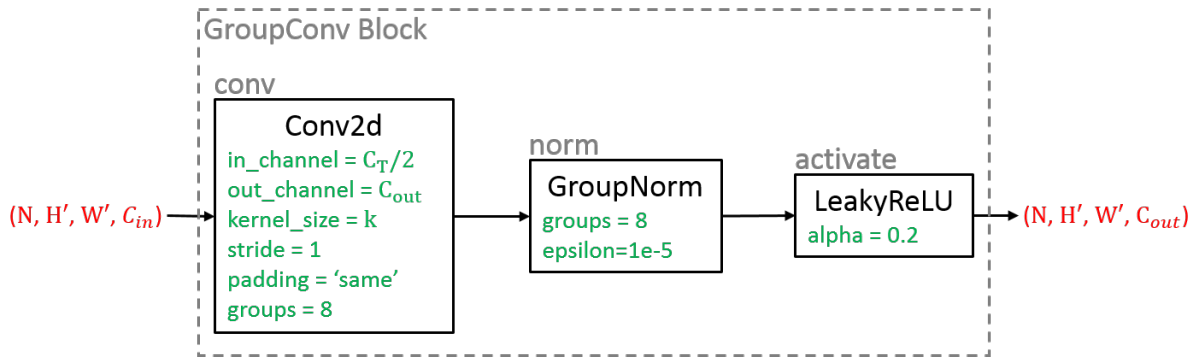 GroupConv Block
conv
Conv2d
in_channel = C_T/2
out_channel = C_out
kernel_size = k
stride = 1
padding = ‘same’
groups = 8
norm
GroupNorm
groups = 8
epsilon=1e-5
activate
LeakyReLU
alpha = 0.2
(N, H′, W′, C_in)
(N, H′, W′, C_out)